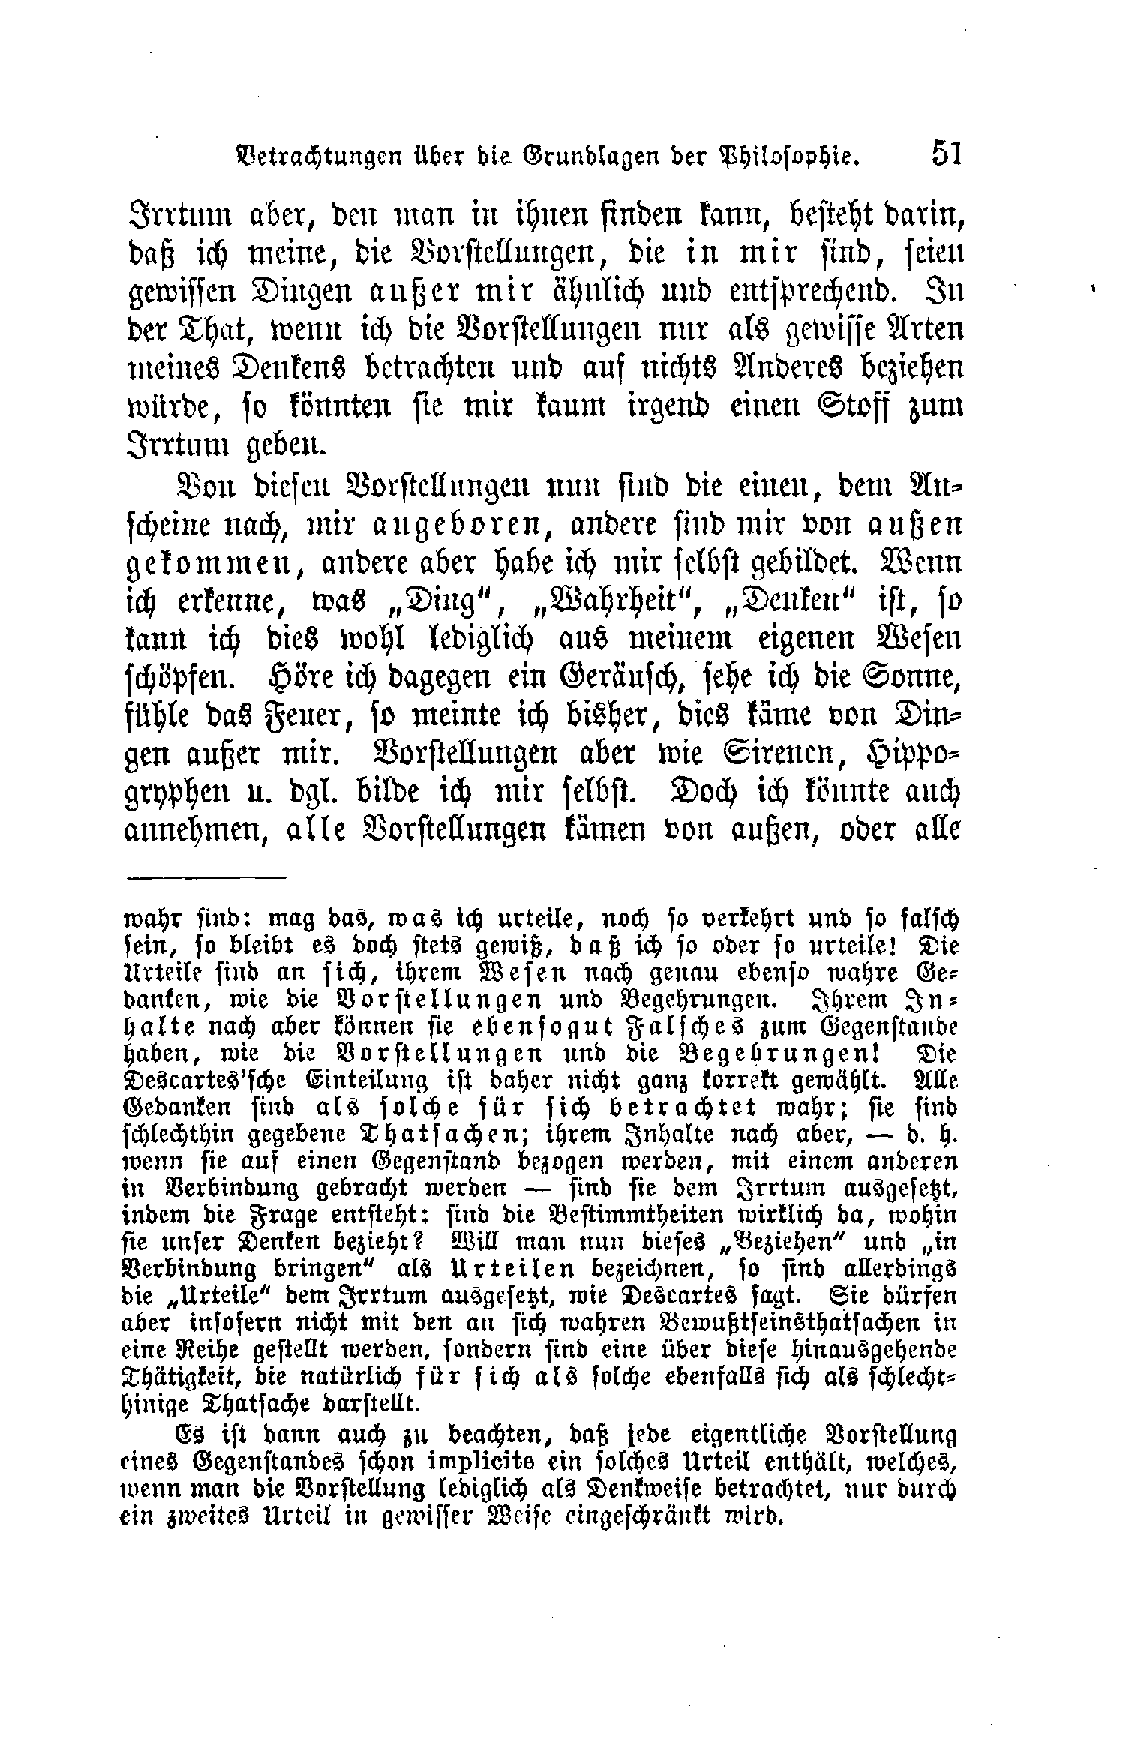 Betrachtungen über die Grundlagen der Philosophie. 51
Irrtum aber, den man in ihnen finden kann, besteht darin,
daß ich meine, die Vorstellungen, die in mir sind, seien
gewissen Dingen außer mir ähnlich und entsprechend. In
der That, wenn ich die Vorstellungen nur als gewisse Arten
meines Denkens betrachten und auf nichts Anderes beziehen
würde, so könnten sie mir kaum irgend einen Stoff zum
Irrtum geben.
Von diesen Vorstellungen nun sind die einen, dem An-
scheine nach, mir angeboren, andere sind mir von außen
gekommen, andere aber habe ich mir selbst gebildet. Wenn
ich erkenne, was „Ding“, „Wahrheit“, „Denken“ ist, so
kann ich dies wohl lediglich aus meinem eigenen Wesen
schöpfen. Höre ich dagegen ein Geräusch, sehe ich die Sonne,
fühle das Feuer, so meinte ich bisher, dies käme von Din-
gen außer mir. Vorstellungen aber wie Sirenen, Hippo-
gryphen u. dgl. bilde ich mir selbst. Doch ich könnte auch
annehmen, alle Vorstellungen kämen von außen, oder alle
wahr sind: mag das, was ich urteile, noch so verkehrt und so falsch
sein, so bleibt es doch stets gewiß, daß ich so oder so urteile! Die
Urteile sind an sich, ihrem Wesen nach genau ebenso wahre Ge-
danken, wie die Vorstellungen und Begehrungen. Ihrem In-
halte nach aber können sie ebensogut Falsches zum Gegenstande
haben, wie die Vorstellungen und die Begehrungen! Die
Descartes'sche Einteilung ist daher nicht ganz korrekt gewählt. Alle
Gedanken sind als solche für sich betrachtet wahr; sie sind
schlechthin gegebene Thatsachen; ihrem Inhalte nach aber, — d. h.
wenn sie auf einen Gegenstand bezogen werden, mit einem anderen
in Verbindung gebracht werden — sind sie dem Irrtum ausgesetzt,
indem die Frage entsteht: sind die Bestimmtheiten wirklich da, wohin
sie unser Denken bezieht? Will man nun dieses „Beziehen“ und „in
Verbindung bringen“ als Urteilen bezeichnen, so sind allerdings
die „Urteile“ dem Irrtum ausgesetzt, wie Descartes sagt. Sie dürfen
aber insofern nicht mit den an sich wahren Bewußtseinsthatsachen in
eine Reihe gestellt werden, sondern sind eine über diese hinausgehende
Thätigkeit, die natürlich für sich als solche ebenfalls sich als schlecht-
hinige Thatsache darstellt.
Es ist dann auch zu beachten, daß jede eigentliche Vorstellung
eines Gegenstandes schon implicite ein solches Urteil enthält, welches,
wenn man die Vorstellung lediglich als Denkweise betrachtet, nur durch
ein zweites Urteil in gewisser Weise eingeschränkt wird.